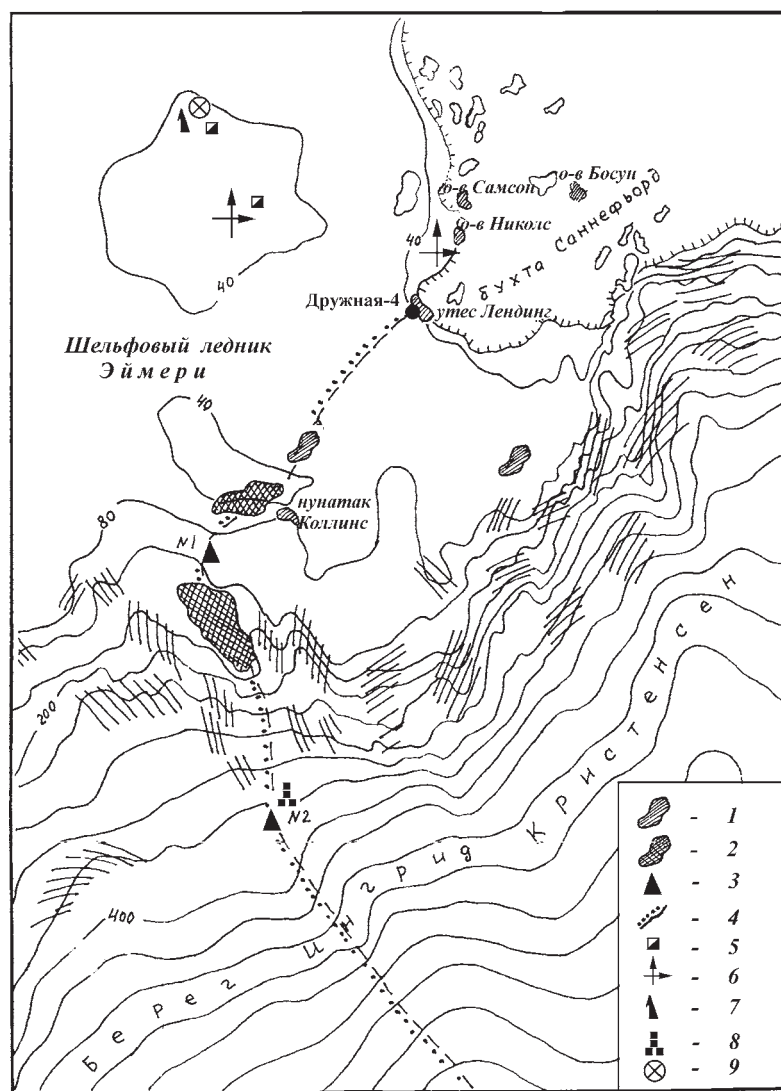 о-в Самсон
о-в Босун
о-в Николс
40
бухта Саннефьорд
40
Дружная-4
утес Лендинг
Шельфовый ледник
Эймери
40
нунатак
Коллинс
80
N1
200
N2
400
Берег Ингрид Кристенсен
- 1
- 2
- 3
- 4
- 5
- 6
- 7
- 8
- 9